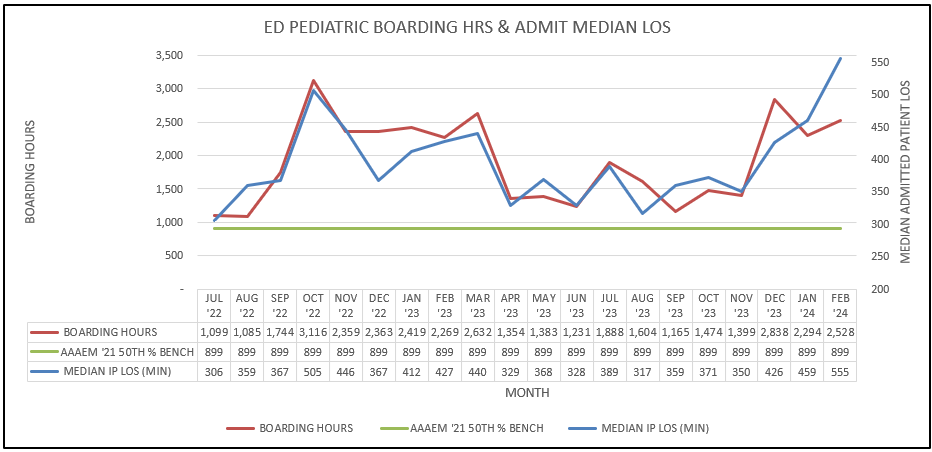 ED PEDIATRIC BOARDING HRS & ADMIT MEDIAN LOS
BOARDING HOURS
3,500
3,000
2,500
2,000
1,500
1,000
500
-
550
500
450
400
350
300
250
200
MEDIAN ADMITTED PATIENT LOS
JUL '22 AUG '22 SEP '22 OCT '22 NOV '22 DEC '22 JAN '23 FEB '23 MAR '23 APR '23 MAY '23 JUN '23 JUL '23 AUG '23 SEP '23 OCT '23 NOV '23 DEC '23 JAN '24 FEB '24
BOARDING HOURS 1,099 1,085 1,744 3,116 2,359 2,363 2,419 2,269 2,632 1,354 1,383 1,231 1,888 1,604 1,165 1,474 1,399 2,838 2,294 2,528
AAAEM '21 50TH % BENCH 899 899 899 899 899 899 899 899 899 899 899 899 899 899 899 899 899 899 899 899
MEDIAN IP LOS (MIN) 306 359 367 505 446 367 412 427 440 329 368 328 389 317 359 371 350 426 459 555
MONTH
BOARDING HOURS AAAEM '21 50TH % BENCH MEDIAN IP LOS (MIN)